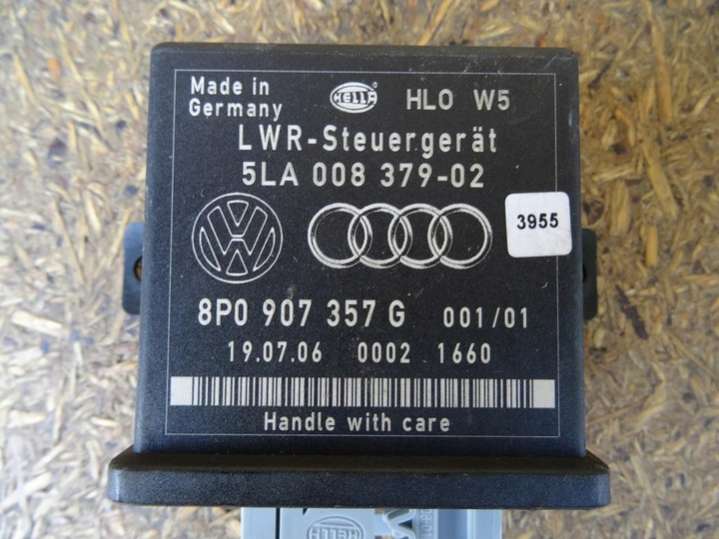 Made in
Germany
HELLA
HLO W5
LWR-Steuergerät
5LA 008 379-02
3955
8P0 907 357 G 001/01
19.07.06 0002 1660
Handle with care
HELLA